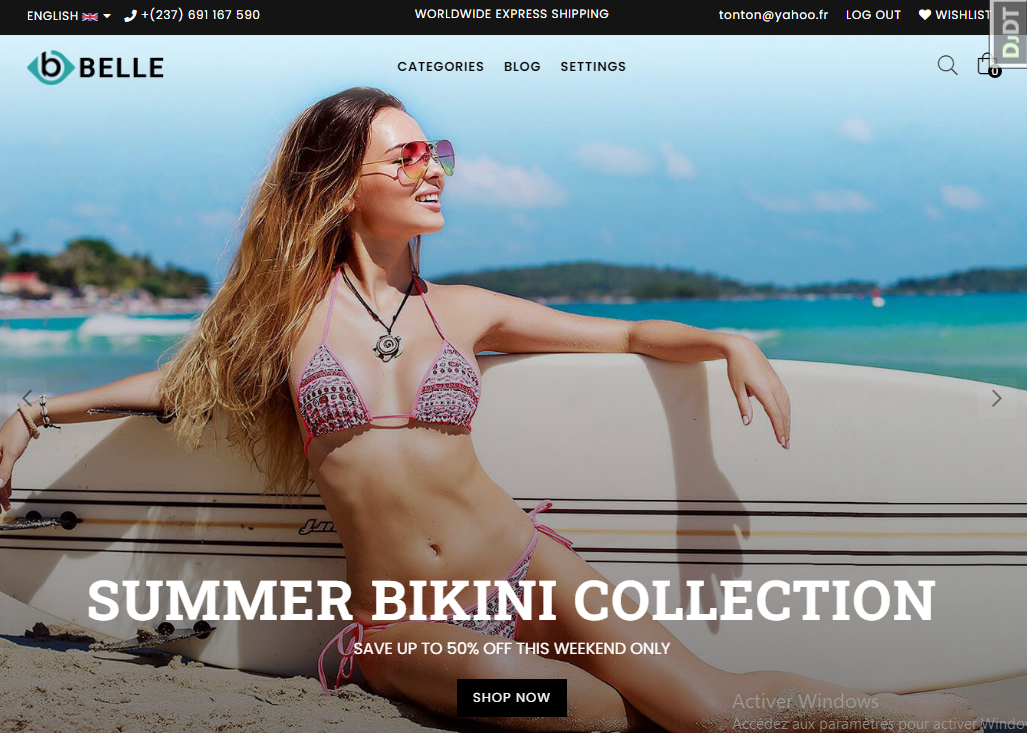 ENGLISH
+(237) 691 167 590
WORLDWIDE EXPRESS SHIPPING
tonton@yahoo.fr
LOG OUT
WISHLIST
DJDT
b BELLE
CATEGORIES
BLOG
SETTINGS
0
SUMMER BIKINI COLLECTION
SAVE UP TO 50% OFF THIS WEEKEND ONLY
SHOP NOW
Activer Windows
Accédez aux paramètres pour activer Windo